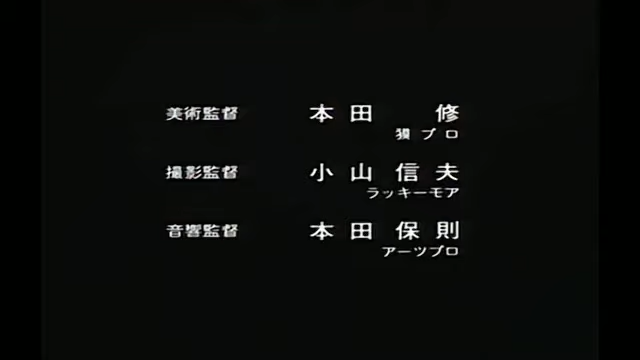 美術監督 本田 修
獏プロ
撮影監督 小山信夫
ラッキーモア
音響監督 本田保則
アーツプロ